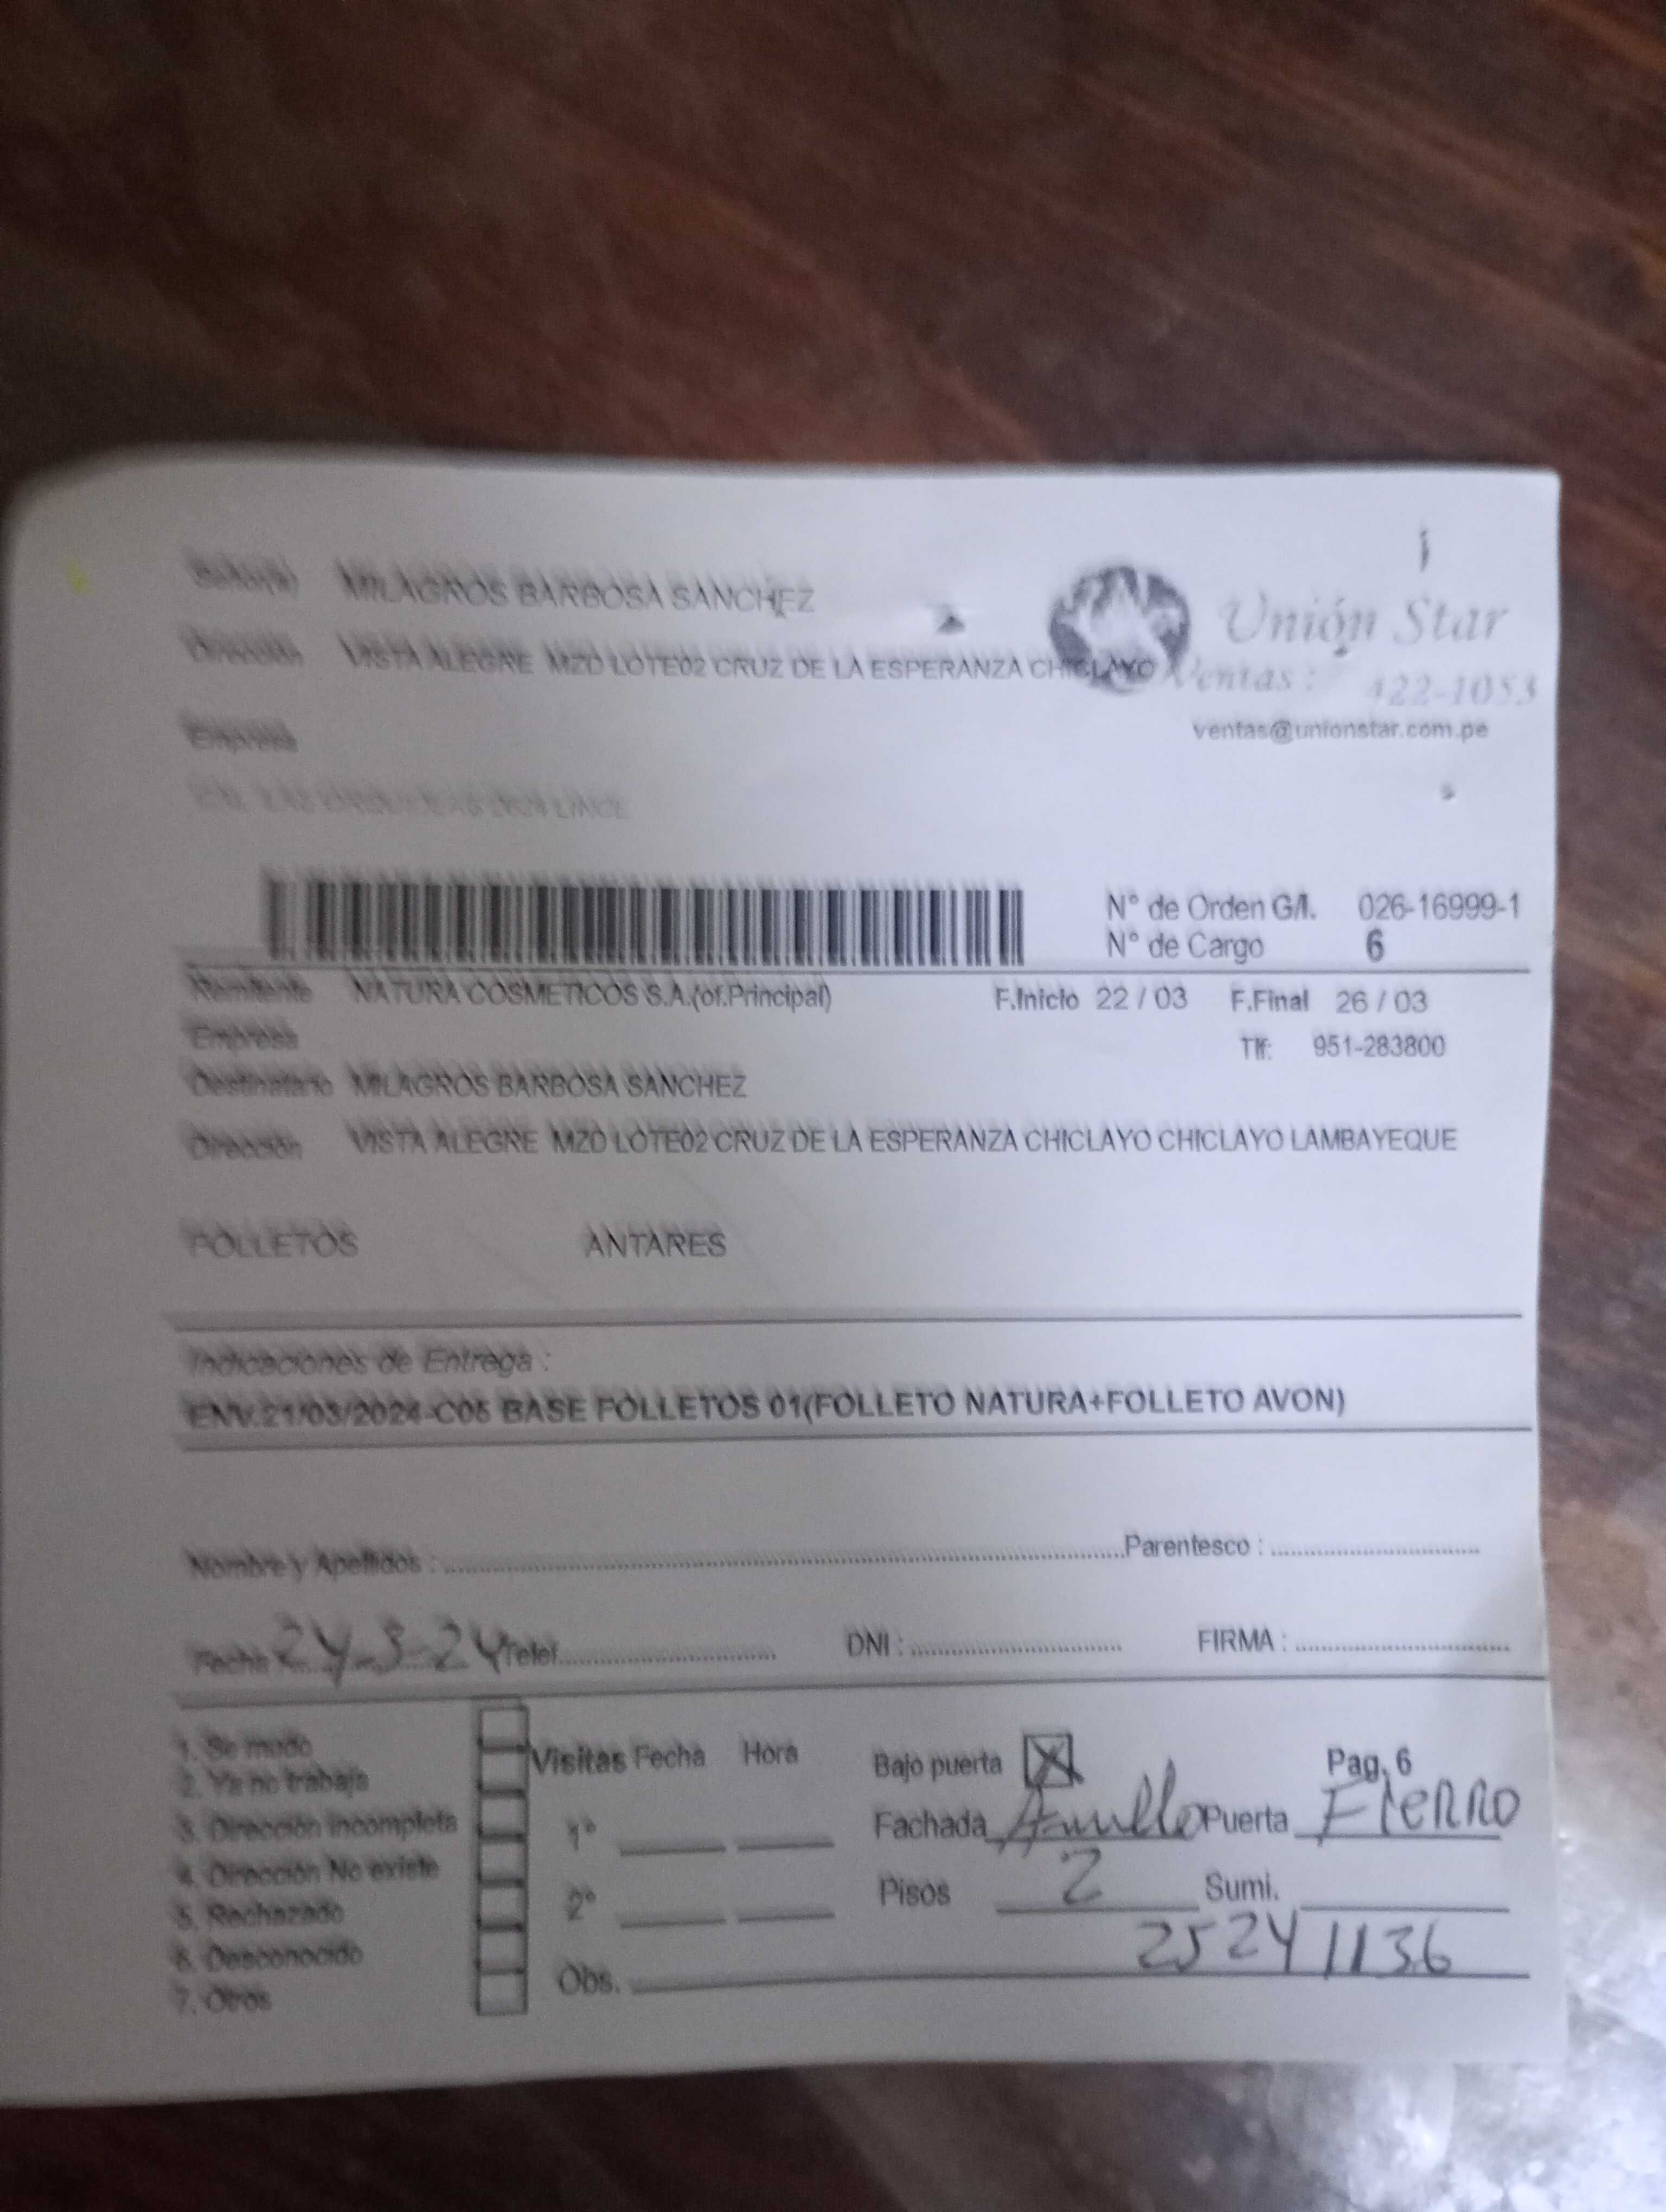 Señor(a) MILAGROS BARBOSA SANCHEZ
Unión Star
Dirección VISTA ALEGRE MZD LOTE02 CRUZ DE LA ESPERANZA CHICLAYO
Ventas: 422-1053
Empresa
ventas@unionstar.com.pe
2624 LINCE
N° de Orden G/I. 026-16999-1
N° de Cargo 6
Remitente NATURA COSMETICOS S.A.(of.Principal) F.Inicio 22 / 03 F.Final 26 / 03
Empresa Tlf: 951-283800
Destinatario MILAGROS BARBOSA SANCHEZ
Dirección VISTA ALEGRE MZD LOTE02 CRUZ DE LA ESPERANZA CHICLAYO CHICLAYO LAMBAYEQUE
FOLLETOS ANTARES
Indicaciones de Entrega :
ENV.21/03/2024-C05 BASE FOLLETOS 01(FOLLETO NATURA+FOLLETO AVON)
Nombre y Apellidos : Parentesco :
Fecha 24-3-24 Telef. DNI : FIRMA :
1. Se mudo
2. Ya no trabaja
3. Dirección incompleta
4. Dirección No existe
5. Rechazado
6. Desconocido
7. Otros
Visitas Fecha Hora
1°
2°
Obs.
Bajo puerta X Pag. 6
Fachada Puerta Fierro
Pisos 2 Sumi.
25241136